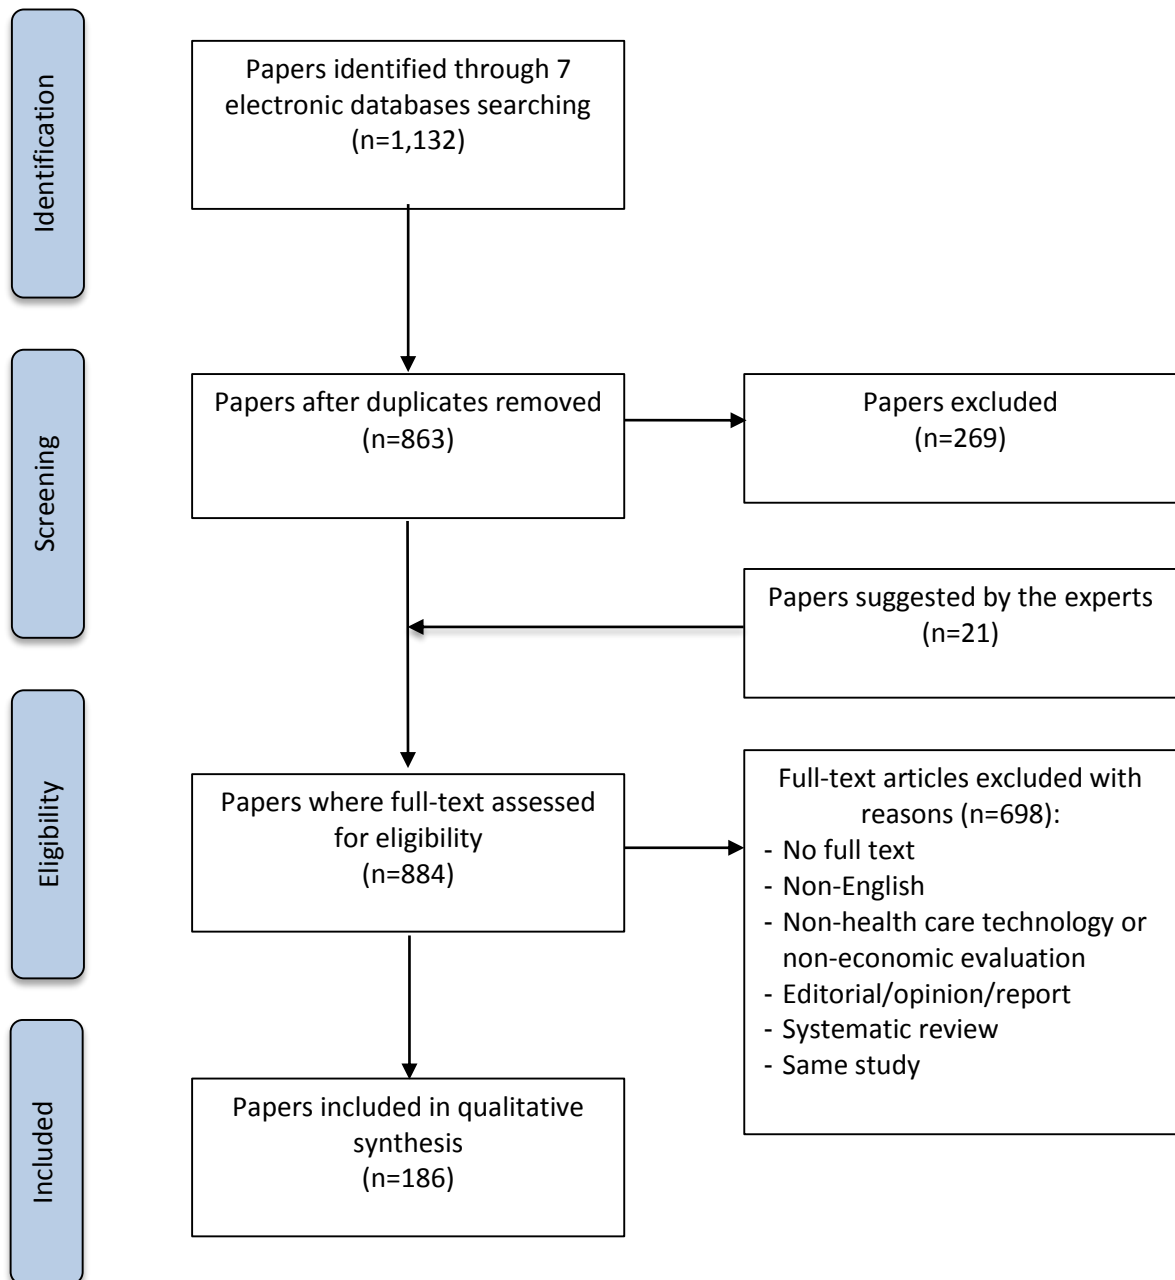 Identification
Papers identified through 7
electronic databases searching
(n=1,132)
Screening
Papers after duplicates removed
(n=863)
Papers excluded
(n=269)
Papers suggested by the experts
(n=21)
Eligibility
Papers where full-text assessed
for eligibility
(n=884)
Full-text articles excluded with
reasons (n=698):
- No full text
- Non-English
- Non-health care technology or
non-economic evaluation
- Editorial/opinion/report
- Systematic review
- Same study
Included
Papers included in qualitative
synthesis
(n=186)